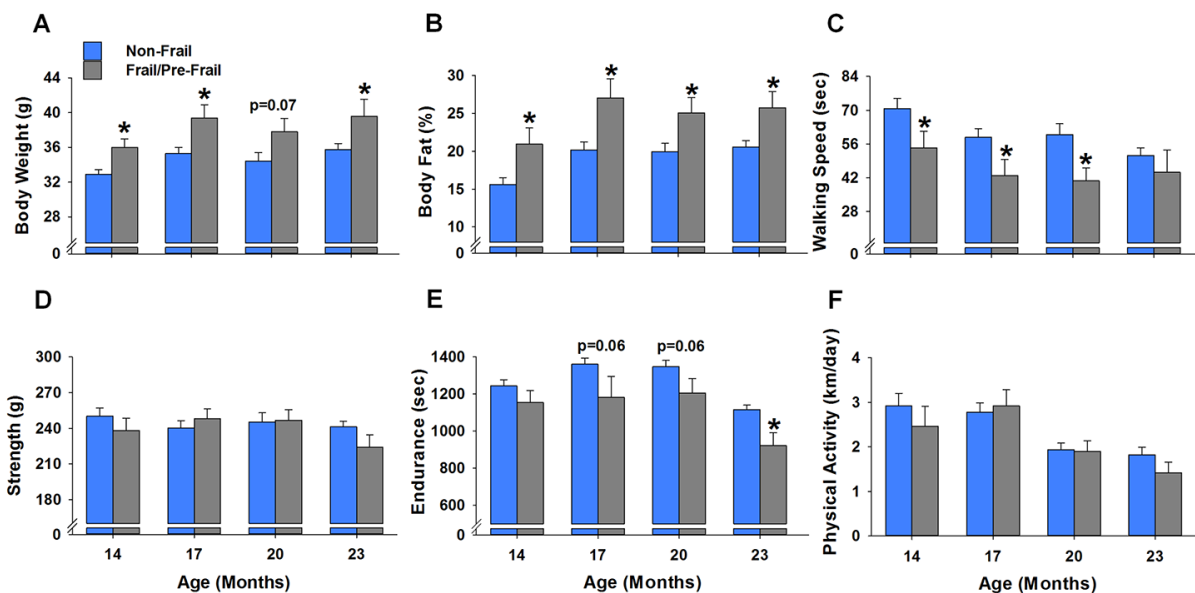 A
Non-Frail
Frail/Pre-Frail
Body Weight (g)
44
40
36
32
28
0
*
*
p=0.07
*
B
Body Fat (%)
30
25
20
15
10
0
*
*
*
*
C
Walking Speed (sec)
84
70
56
42
28
0
*
*
*
D
Strength (g)
300
270
240
210
180
0
14 17 20 23
Age (Months)
E
Endurance (sec)
1400
1200
1000
800
600
0
p=0.06
p=0.06
*
14 17 20 23
Age (Months)
F
Physical Activity (km/day)
4
3
2
1
0
14 17 20 23
Age (Months)